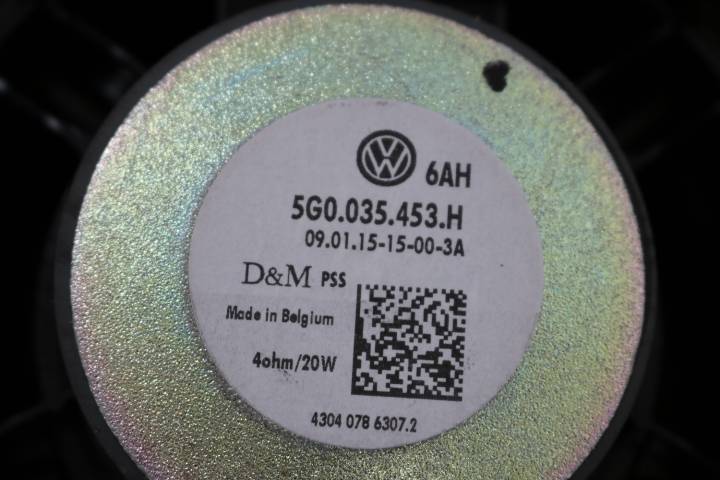 VW 6AH
5G0.035.453.H
09.01.15-15-00-3A
D&M PSS
Made in Belgium
4ohm/20W
4304 078 6307.2